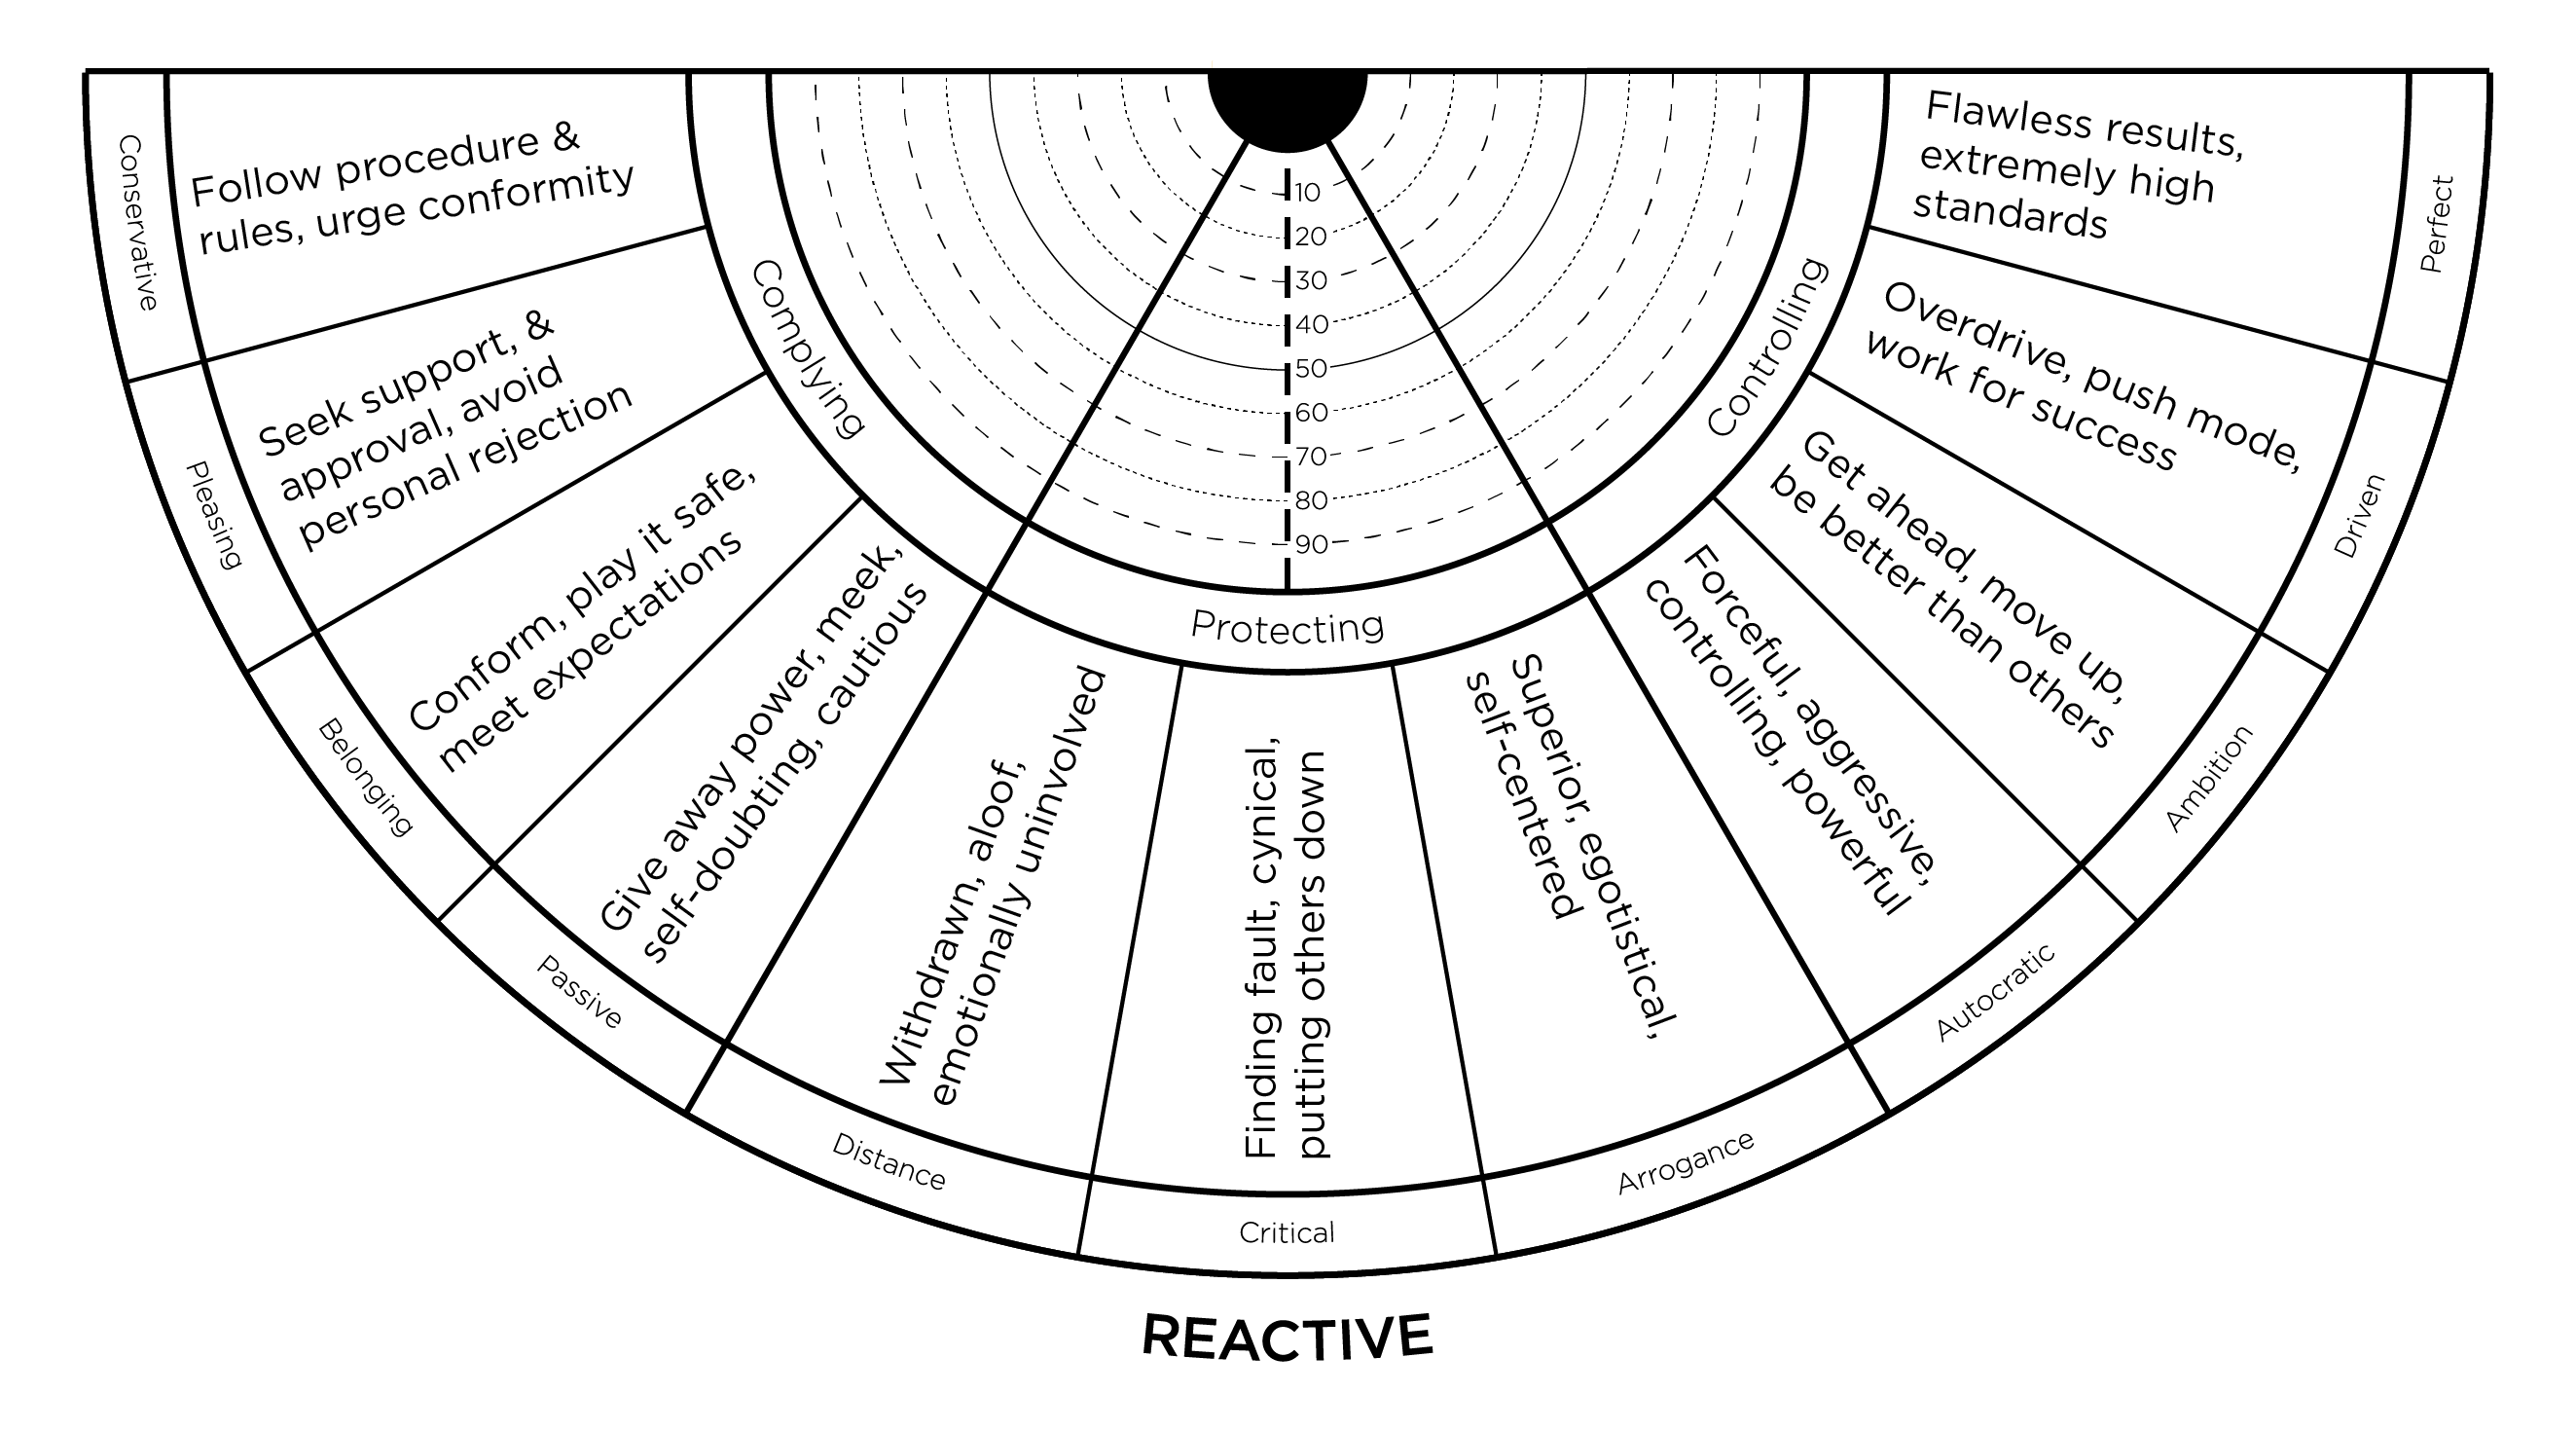 Conservative
Follow procedure &
rules, urge conformity
Pleasing
Seek support, &
approval, avoid
personal rejection
Belonging
Conform, play it safe,
meet expectations
Passive
Give away power, meek,
self-doubting, cautious
Complying
Distance
Withdrawn, aloof,
emotionally uninvolved
Critical
Finding fault, cynical,
putting others down
Arrogance
Superior, egotistical,
self-centered
Protecting
10
20
30
40
50
60
70
80
90
Autocratic
Forceful, aggressive,
controlling, powerful
Ambition
Get ahead, move up,
be better than others
Driven
Overdrive, push mode,
work for success
Perfect
Flawless results,
extremely high
standards
Controlling
REACTIVE